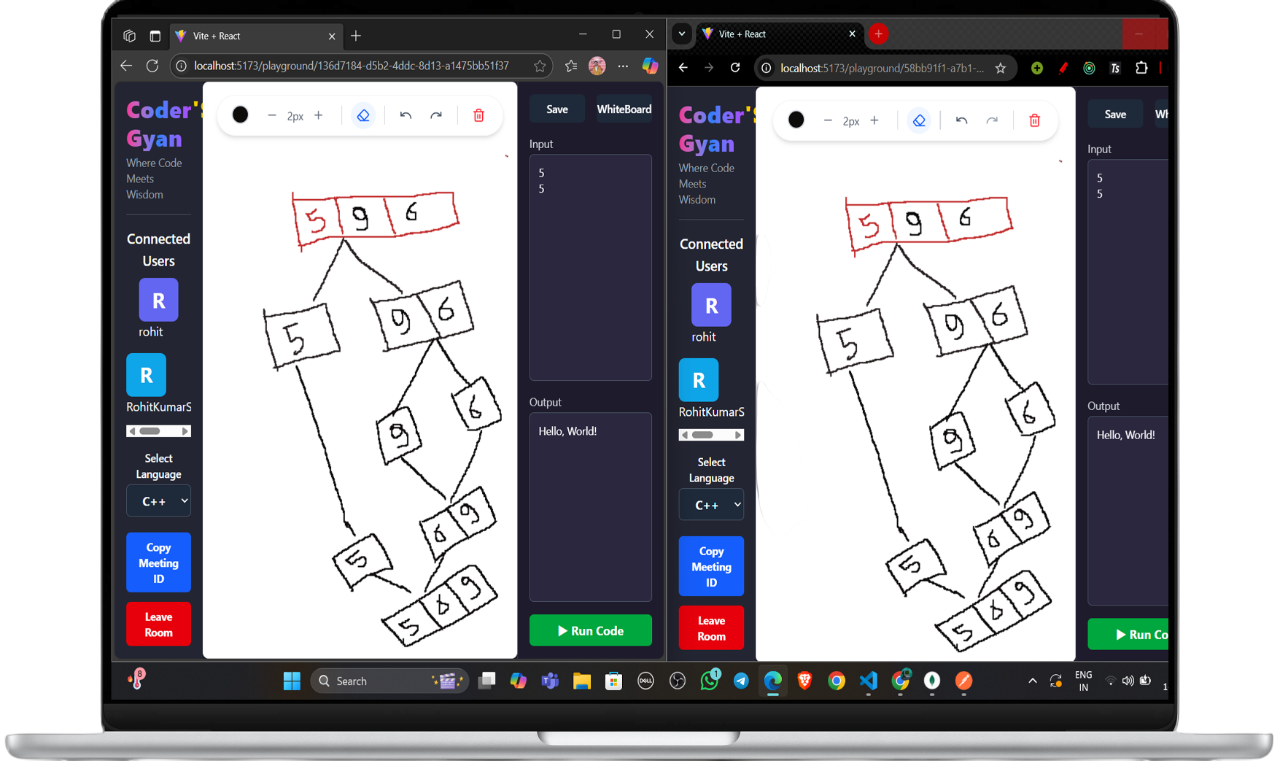 Vite + React
localhost:5173/playground/136d7184-d5b2-4ddc-8d13-a1475bb51f37
Coder'S
Gyan
Where Code
Meets
Wisdom
Connected
Users
R
rohit
R
RohitKumarS
Select
Language
C++
Copy
Meeting
ID
Leave
Room
2px
5 9 6
5
9 6
9
6
6 9
5
5 6 9
Save
WhiteBoard
Input
5
5
Output
Hello, World!
Run Code
Vite + React
localhost:5173/playground/58bb91f1-a7b1-...
Ts
Coder'
Gyan
Where Code
Meets
Wisdom
Connected
Users
R
rohit
R
RohitKumarS
Select
Language
C++
Copy
Meeting
ID
Leave
Room
2px
5 9 6
5
9 6
9
6
6 9
5
5 6 9
Save
Wh
Input
5
5
Output
Hello, World!
Run Co
8
Search
DELL
1
ENG
IN
1